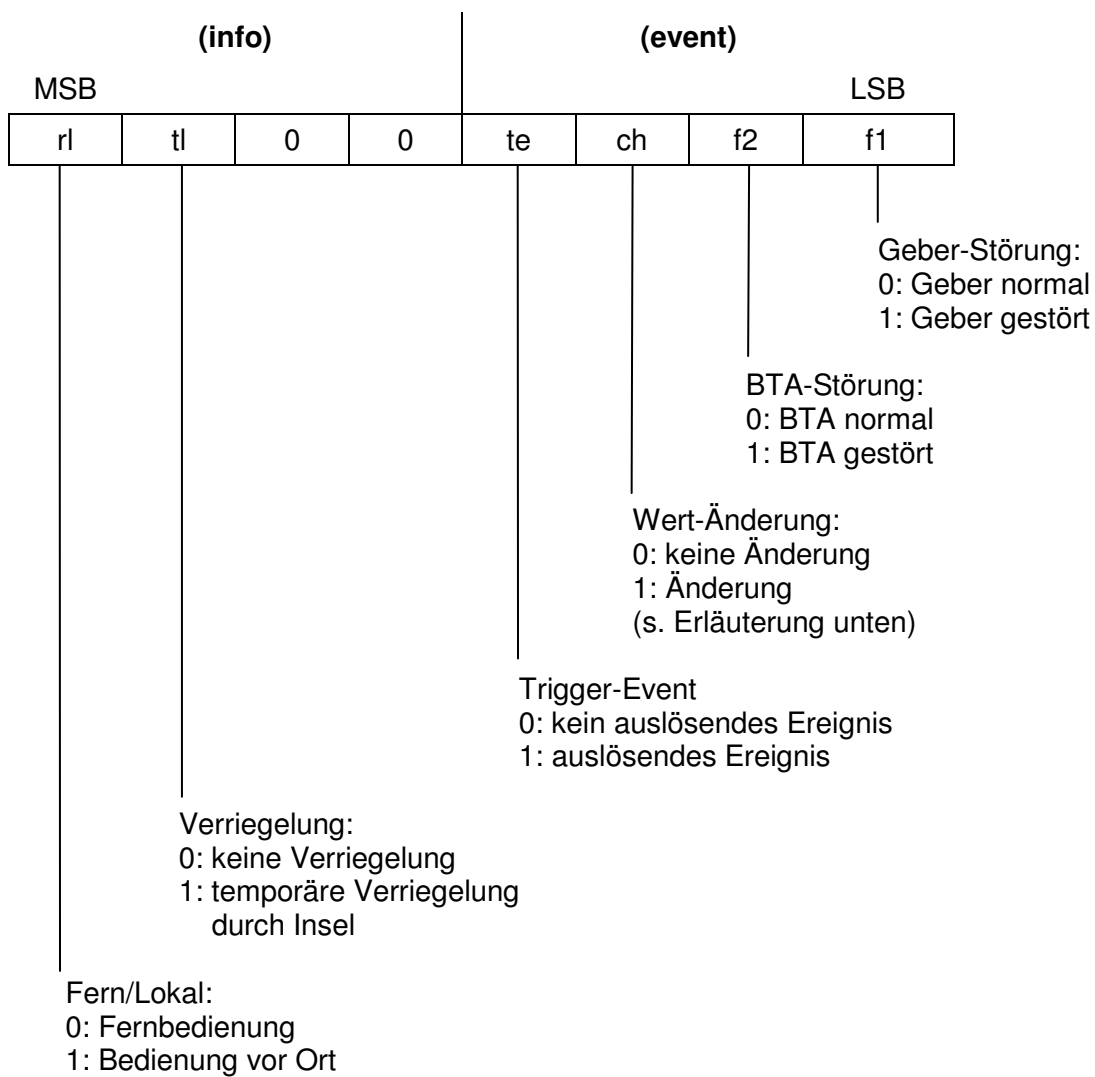 (info) (event)
MSB LSB
rl tl 0 0 te ch f2 f1
Geber-Störung:
0: Geber normal
1: Geber gestört
BTA-Störung:
0: BTA normal
1: BTA gestört
Wert-Änderung:
0: keine Änderung
1: Änderung
(s. Erläuterung unten)
Trigger-Event
0: kein auslösendes Ereignis
1: auslösendes Ereignis
Verriegelung:
0: keine Verriegelung
1: temporäre Verriegelung
durch Insel
Fern/Lokal:
0: Fernbedienung
1: Bedienung vor Ort